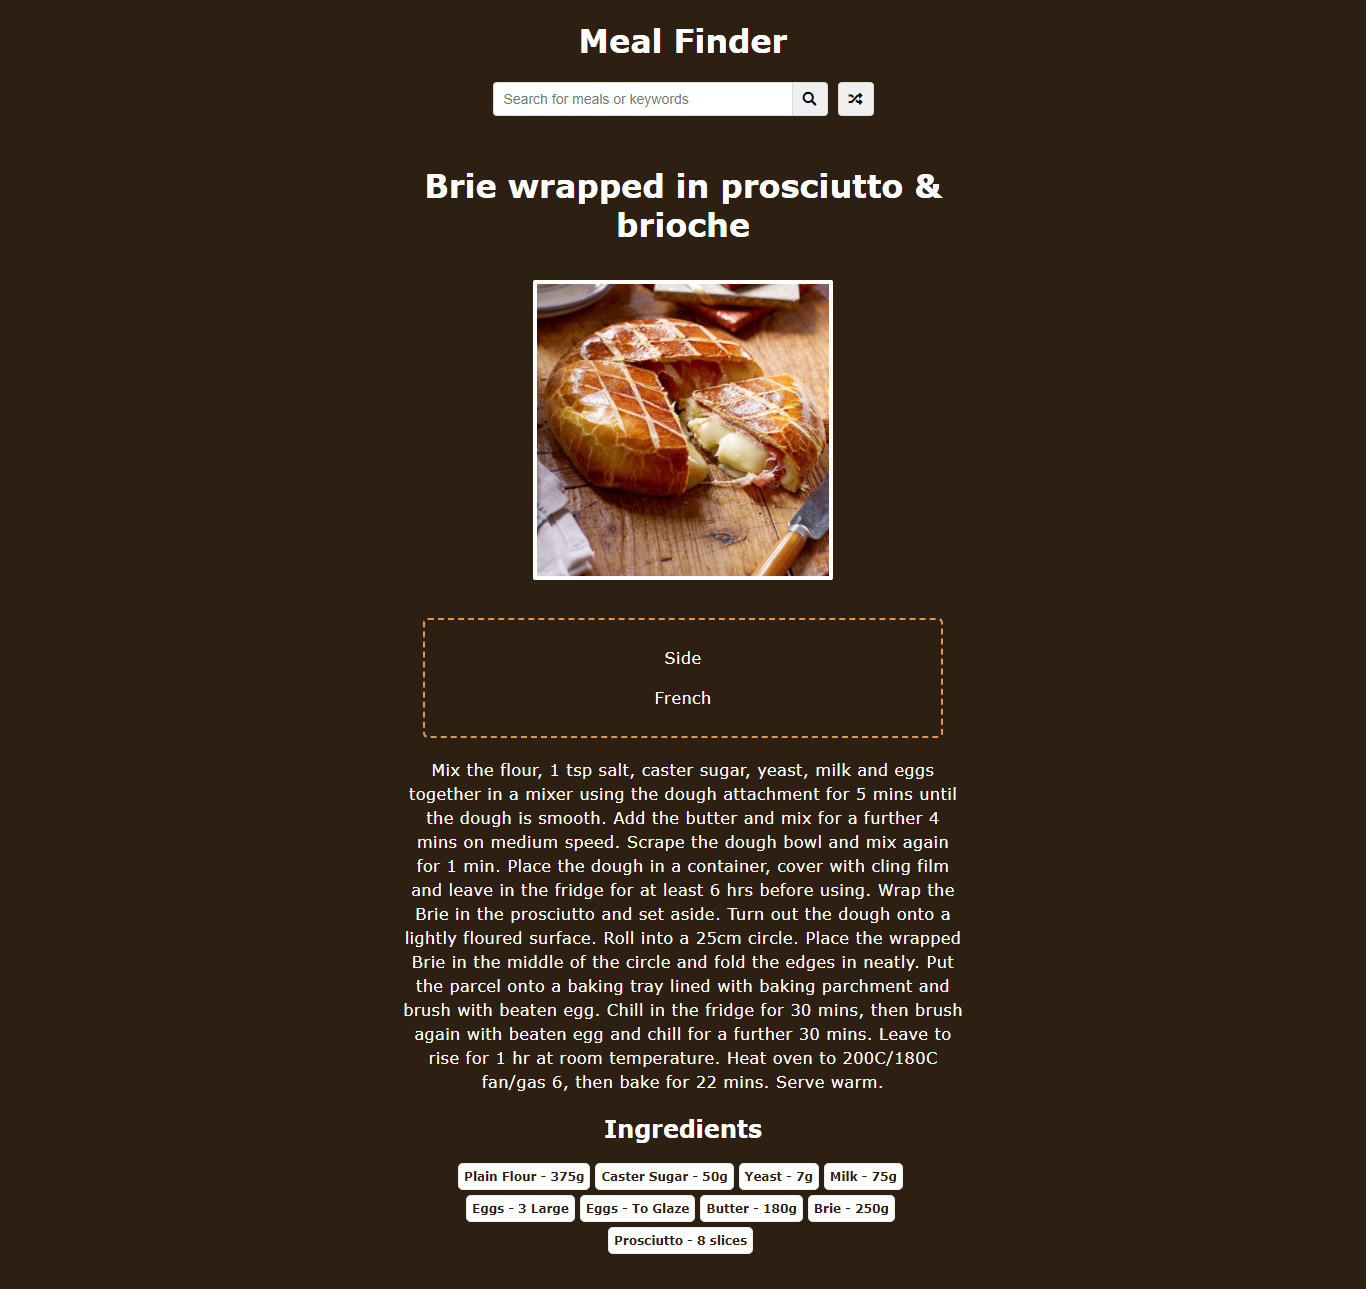 Meal Finder
Search for meals or keywords
Brie wrapped in prosciutto &
brioche
Side
French
Mix the flour, 1 tsp salt, caster sugar, yeast, milk and eggs
together in a mixer using the dough attachment for 5 mins until
the dough is smooth. Add the butter and mix for a further 4
mins on medium speed. Scrape the dough bowl and mix again
for 1 min. Place the dough in a container, cover with cling film
and leave in the fridge for at least 6 hrs before using. Wrap the
Brie in the prosciutto and set aside. Turn out the dough onto a
lightly floured surface. Roll into a 25cm circle. Place the wrapped
Brie in the middle of the circle and fold the edges in neatly. Put
the parcel onto a baking tray lined with baking parchment and
brush with beaten egg. Chill in the fridge for 30 mins, then brush
again with beaten egg and chill for a further 30 mins. Leave to
rise for 1 hr at room temperature. Heat oven to 200C/180C
fan/gas 6, then bake for 22 mins. Serve warm.
Ingredients
Plain Flour - 375g Caster Sugar - 50g Yeast - 7g Milk - 75g
Eggs - 3 Large Eggs - To Glaze Butter - 180g Brie - 250g
Prosciutto - 8 slices